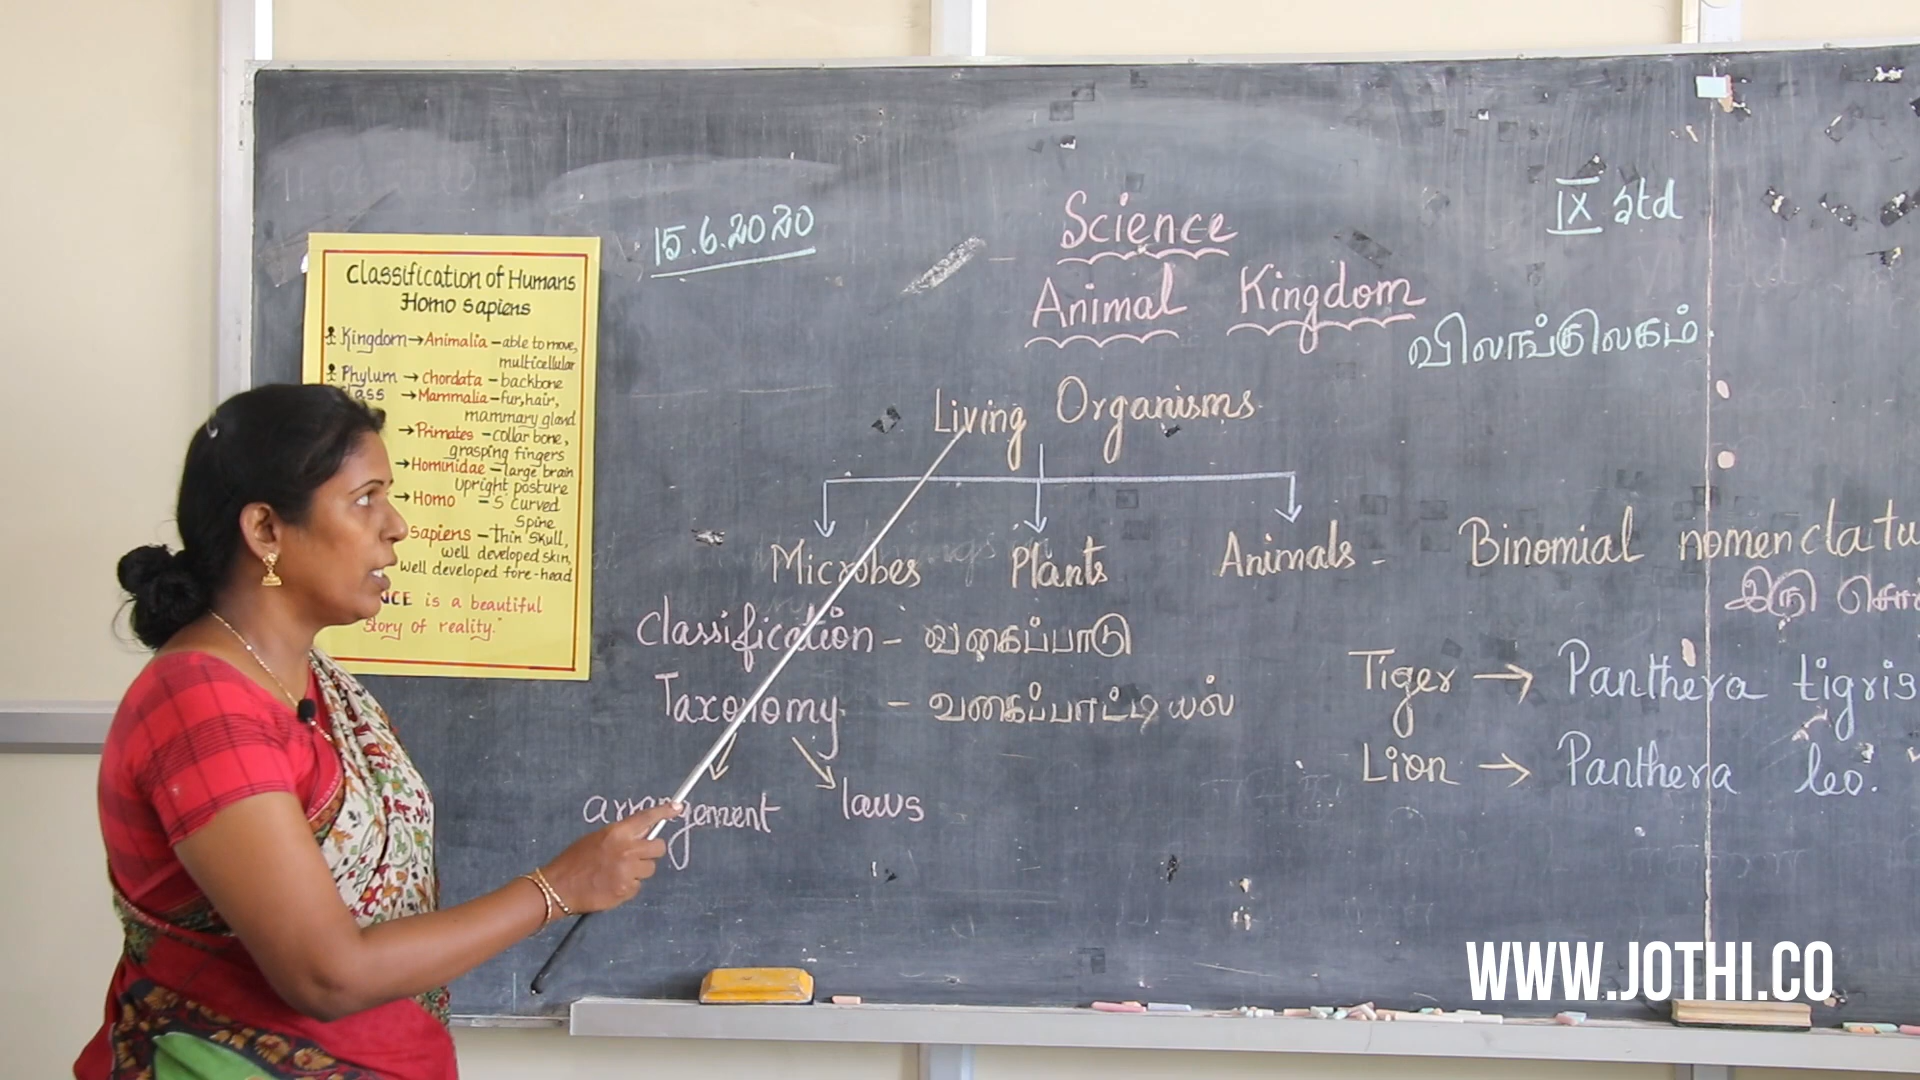 15.6.2020
IX std
Science
Animal Kingdom
விலங்குலகம்
Living Organisms
Microbes Plants Animals - Binomial nomenclatu
இரு சொ
Classification - வகைப்பாடு
Taxonomy - வகைப்பாட்டியல்
arrangement laws
Tiger → Panthera tigris
Lion → Panthera leo.
Classification of Humans
Homo sapiens
Kingdom → Animalia - able to move,
multicellular
Phylum → Chordata - backbone
lass → Mammalia - fur, hair,
mammary gland
→ Primates - collar bone,
grasping fingers
→ Hominidae - large brain
upright posture
→ Homo = 'S' curved
spine
sapiens - thin skull,
well developed skin,
well developed fore-head
NCE is a beautiful
story of reality."
WWW.JOTHI.CO